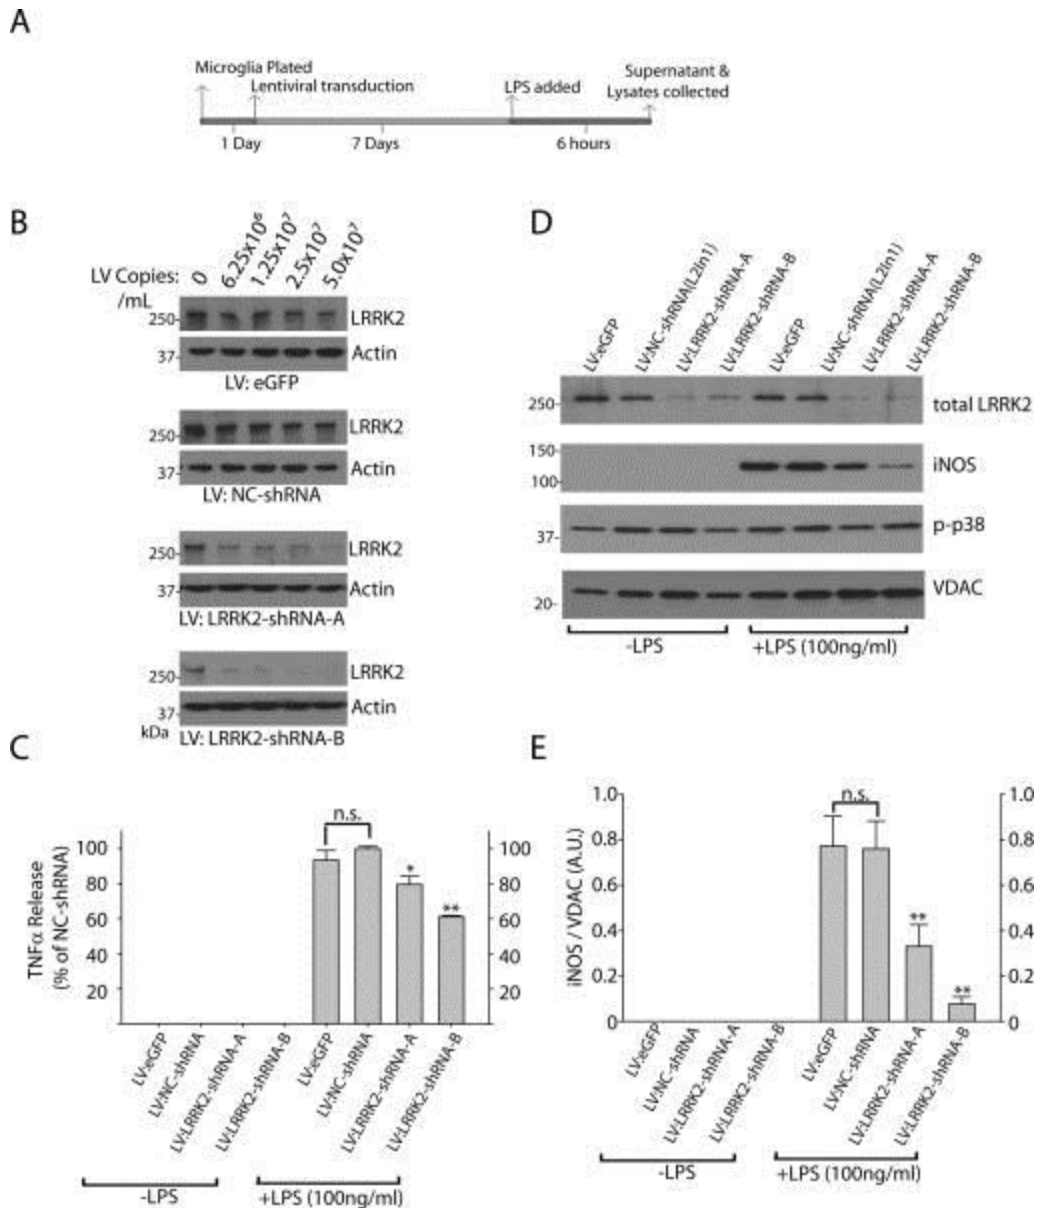 A
Microglia Plated
Lentiviral transduction
LPS added
Supernatant &
Lysates collected
1 Day
7 Days
6 hours
B
LV Copies:
/mL
0
6.25x10⁶
1.25x10⁷
2.5x10⁷
5.0x10⁷
250-
LRRK2
37-
Actin
LV: eGFP
250-
LRRK2
37-
Actin
LV: NC-shRNA
250-
LRRK2
37-
Actin
LV: LRRK2-shRNA-A
250-
LRRK2
37-
Actin
kDa
LV: LRRK2-shRNA-B
D
LV:eGFP
LV:NC-shRNA(L2in1)
LV:LRRK2-shRNA-A
LV:LRRK2-shRNA-B
LV:eGFP
LV:NC-shRNA(L2in1)
LV:LRRK2-shRNA-A
LV:LRRK2-shRNA-B
250-
total LRRK2
150-
100-
iNOS
37-
p-p38
20-
VDAC
-LPS
+LPS (100ng/ml)
C
TNFα Release
(% of NC-shRNA)
100
80
60
40
20
n.s.
*
**
100
80
60
40
20
LV:eGFP
LV:NC-shRNA
LV:LRRK2-shRNA-A
LV:LRRK2-shRNA-B
LV:eGFP
LV:NC-shRNA
LV:LRRK2-shRNA-A
LV:LRRK2-shRNA-B
-LPS
+LPS (100ng/ml)
E
iNOS / VDAC (A.U.)
1.0
0.8
0.6
0.4
0.2
0
n.s.
**
**
1.0
0.8
0.6
0.4
0.2
0
LV:eGFP
LV:NC-shRNA
LV:LRRK2-shRNA-A
LV:LRRK2-shRNA-B
LV:eGFP
LV:NC-shRNA
LV:LRRK2-shRNA-A
LV:LRRK2-shRNA-B
-LPS
+LPS (100ng/ml)